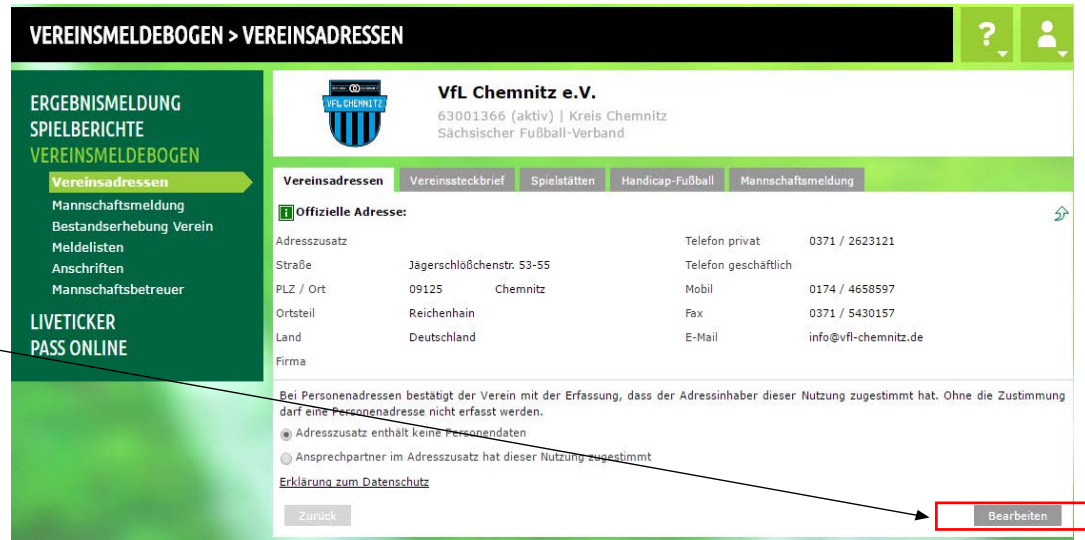 VEREINSMELDEBOGEN > VEREINSADRESSEN
?
ERGEBNISMELDUNG
SPIELBERICHTE
VEREINSMELDEBOGEN
Vereinsadressen
Mannschaftsmeldung
Bestandserhebung Verein
Meldelisten
Anschriften
Mannschaftsbetreuer
LIVETICKER
PASS ONLINE
VFL CHEMNITZ
VfL Chemnitz e.V.
63001366 (aktiv) | Kreis Chemnitz
Sächsischer Fußball-Verband
Vereinsadressen Vereinssteckbrief Spielstätten Handicap-Fußball Mannschaftsmeldung
i Offizielle Adresse:
Adresszusatz Telefon privat 0371 / 2623121
Straße Jägerschlößchenstr. 53-55 Telefon geschäftlich
PLZ / Ort 09125 Chemnitz Mobil 0174 / 4658597
Ortsteil Reichenhain Fax 0371 / 5430157
Land Deutschland E-Mail info@vfl-chemnitz.de
Firma
Bei Personenadressen bestätigt der Verein mit der Erfassung, dass der Adressinhaber dieser Nutzung zugestimmt hat. Ohne die Zustimmung
darf eine Personenadresse nicht erfasst werden.
Adresszusatz enthält keine Personendaten
Ansprechpartner im Adresszusatz hat dieser Nutzung zugestimmt
Erklärung zum Datenschutz
Zurück Bearbeiten